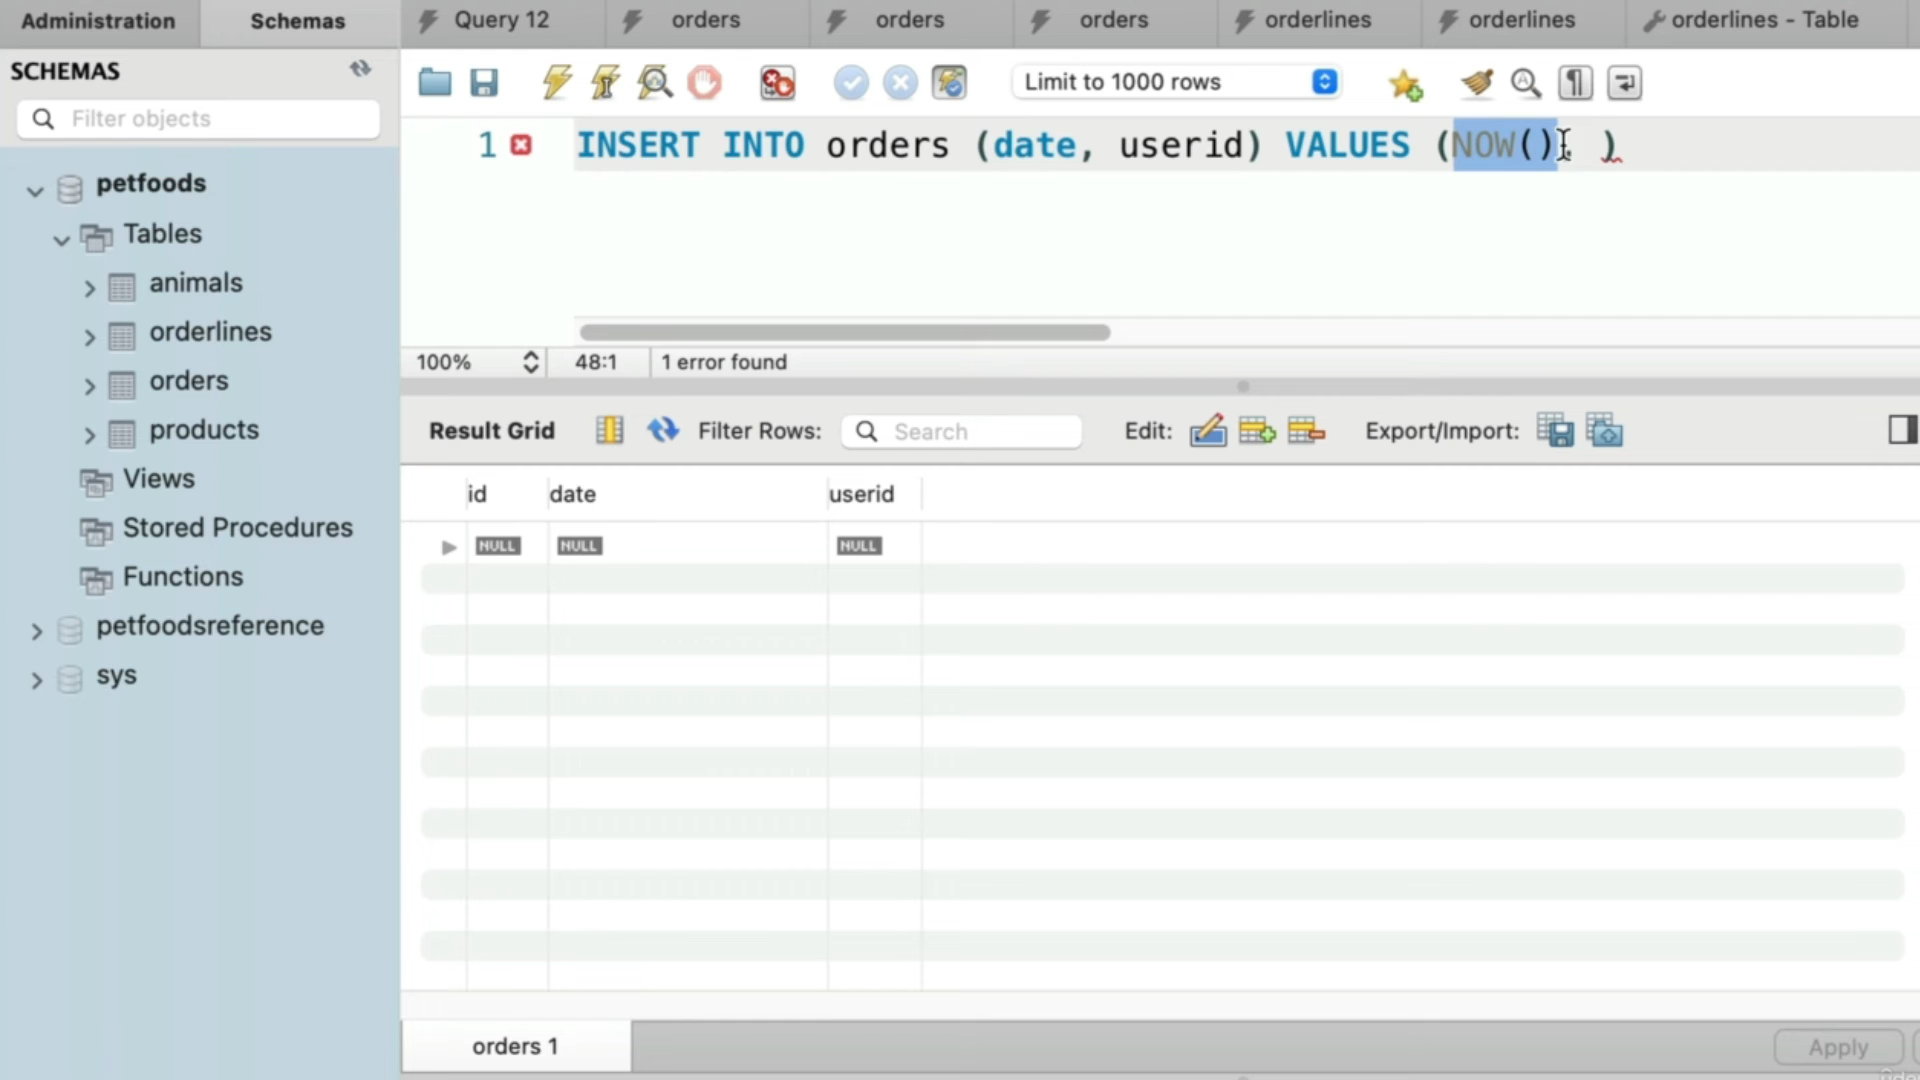 Administration
Schemas
Query 12
orders
orders
orders
orderlines
orderlines
orderlines - Table
SCHEMAS
Filter objects
Limit to 1000 rows
1 INSERT INTO orders (date, userid) VALUES (NOW(), )
petfoods
Tables
animals
orderlines
orders
products
Views
Stored Procedures
Functions
petfoodsreference
sys
100%
48:1
1 error found
Result Grid
Filter Rows:
Search
Edit:
Export/Import:
id
date
userid
NULL
NULL
NULL
orders 1
Apply